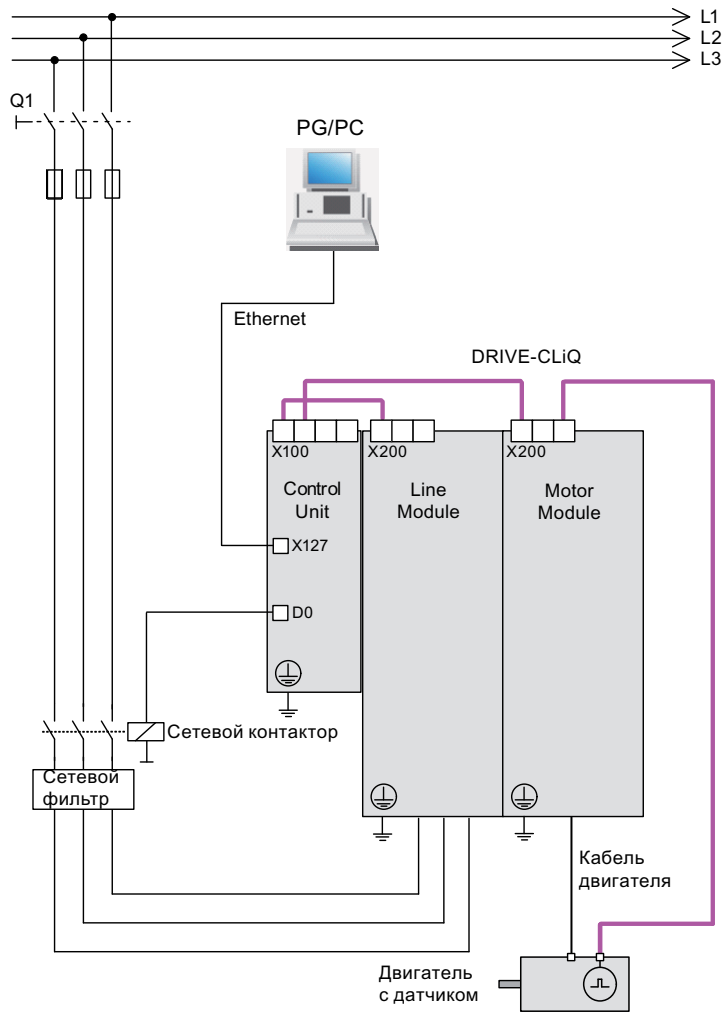 L1
L2
L3
Q1
PG/PC
Ethernet
DRIVE-CLiQ
X100
X200
X200
Control
Unit
Line
Module
Motor
Module
X127
D0
Сетевой контактор
Сетевой
фильтр
Кабель
двигателя
Двигатель
с датчиком